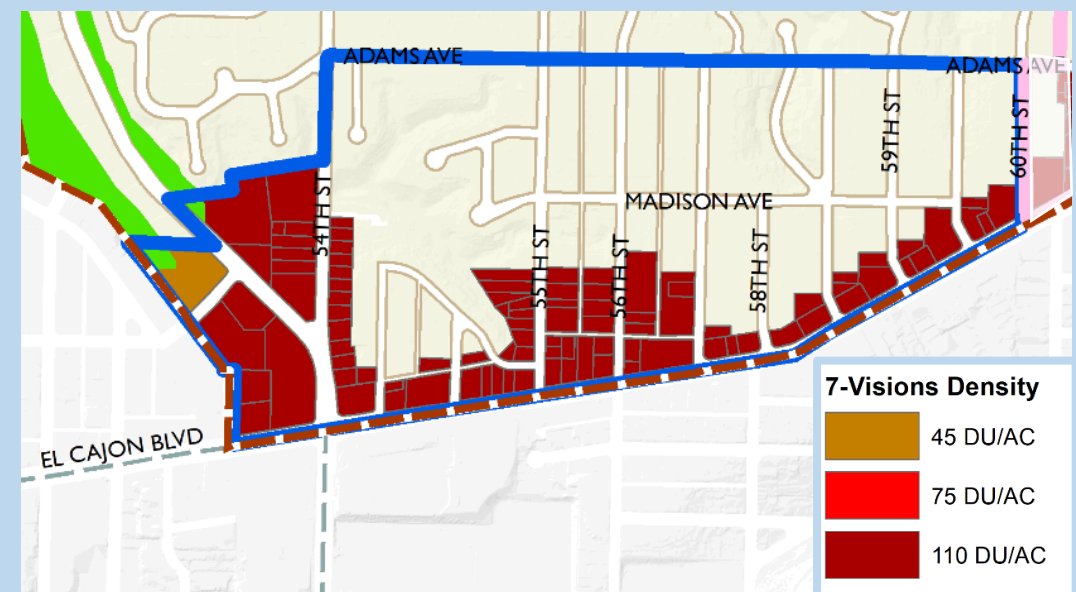 ADAMS AVE
ADAMS AVE
59TH ST
60TH ST
54TH ST
MADISON AVE
55TH ST
56TH ST
58TH ST
EL CAJON BLVD
7-Visions Density
45 DU/AC
75 DU/AC
110 DU/AC